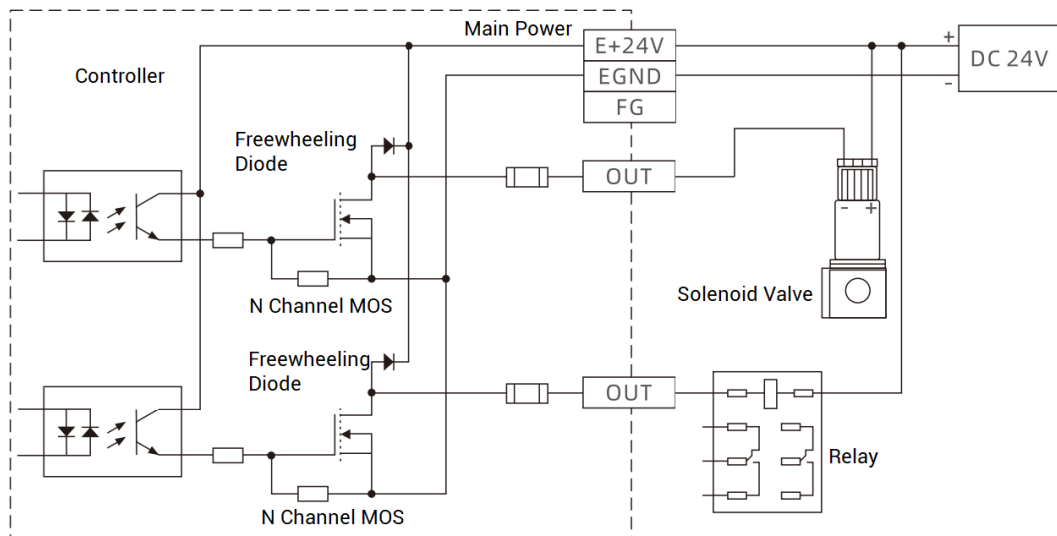 Main Power
E+24V
+
DC 24V
Controller
EGND
-
FG
Freewheeling
Diode
OUT
- +
N Channel MOS
Solenoid Valve
Freewheeling
Diode
OUT
Relay
N Channel MOS